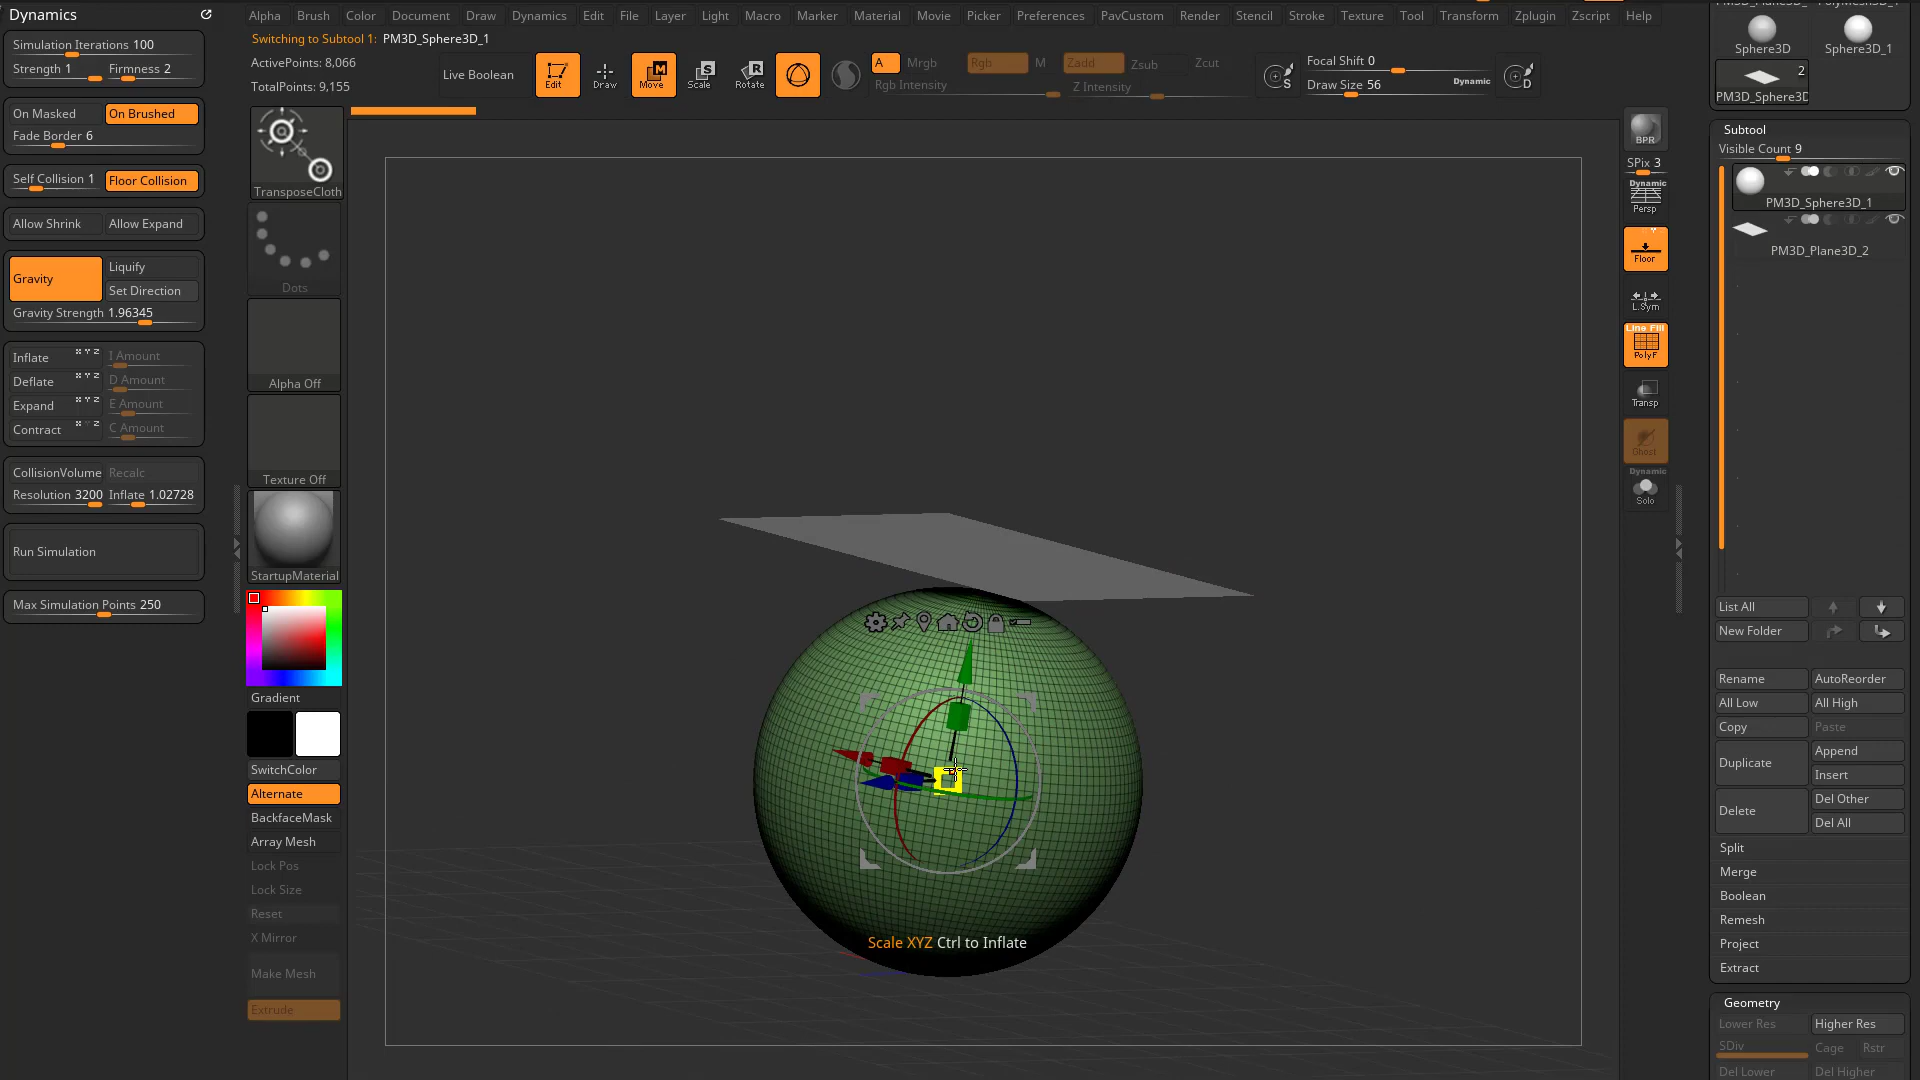 Dynamics
Simulation Iterations 100
Strength 1 Firmness 2
On Masked On Brushed
Fade Border 6
Self Collision 1 Floor Collision
Allow Shrink Allow Expand
Gravity Liquify
Set Direction
Gravity Strength 1.96345
Inflate x Y Z I Amount
Deflate x Y Z D Amount
Expand x Y Z E Amount
Contract x Y Z C Amount
CollisionVolume Recalc
Resolution 3200 Inflate 1.02728
Run Simulation
Max Simulation Points 250
Alpha Brush Color Document Draw Dynamics Edit File Layer Light Macro Marker Material Movie Picker Preferences PavCustom Render Stencil Stroke Texture Tool Transform Zplugin Zscript Help
Switching to Subtool 1: PM3D_Sphere3D_1
ActivePoints: 8,066
TotalPoints: 9,155
Live Boolean
Edit Draw Move Scale Rotate
M S R
A Mrgb Rgb M Zadd Zsub Zcut
Rgb Intensity Z Intensity
S
Focal Shift 0
Draw Size 56 Dynamic
D
TransposeCloth
Dots
Alpha Off
Texture Off
StartupMaterial
Gradient
SwitchColor
Alternate
BackfaceMask
Array Mesh
Lock Pos
Lock Size
Reset
X Mirror
Make Mesh
Extrude
Scale XYZ Ctrl to Inflate
BPR
SPix 3
Dynamic
Persp
Floor
L.Sym
Line Fill
PolyF
Transp
Ghost
Dynamic
Solo
Sphere3D Sphere3D_1
2
PM3D_Sphere3D
Subtool
Visible Count 9
PM3D_Sphere3D_1
PM3D_Plane3D_2
List All
New Folder
Rename AutoReorder
All Low All High
Copy Paste
Duplicate Append
Insert
Delete Del Other
Del All
Split
Merge
Boolean
Remesh
Project
Extract
Geometry
Lower Res Higher Res
SDiv Cage Rstr
Del Lower Del Higher